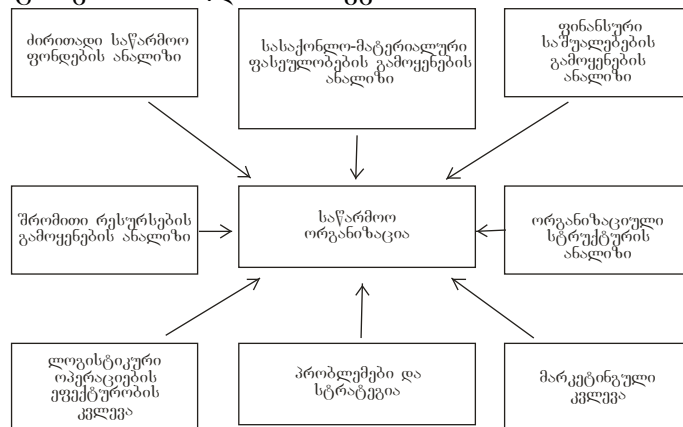 ძირითადი საწარმოო
ფონდების ანალიზი
სასაქონლო-მატერიალური
ფასეულობების გამოყენების
ანალიზი
ფინანსური
საშუალებების
გამოყენების
ანალიზი
შრომითი რესურსების
გამოყენების ანალიზი
საწარმოო
ორგანიზაცია
ორგანიზაციული
სტრუქტურის
ანალიზი
ლოგისტიკური
ოპერაციების
ეფექტურობის
კვლევა
პრობლემები და
სტრატეგია
მარკეტინგული
კვლევა